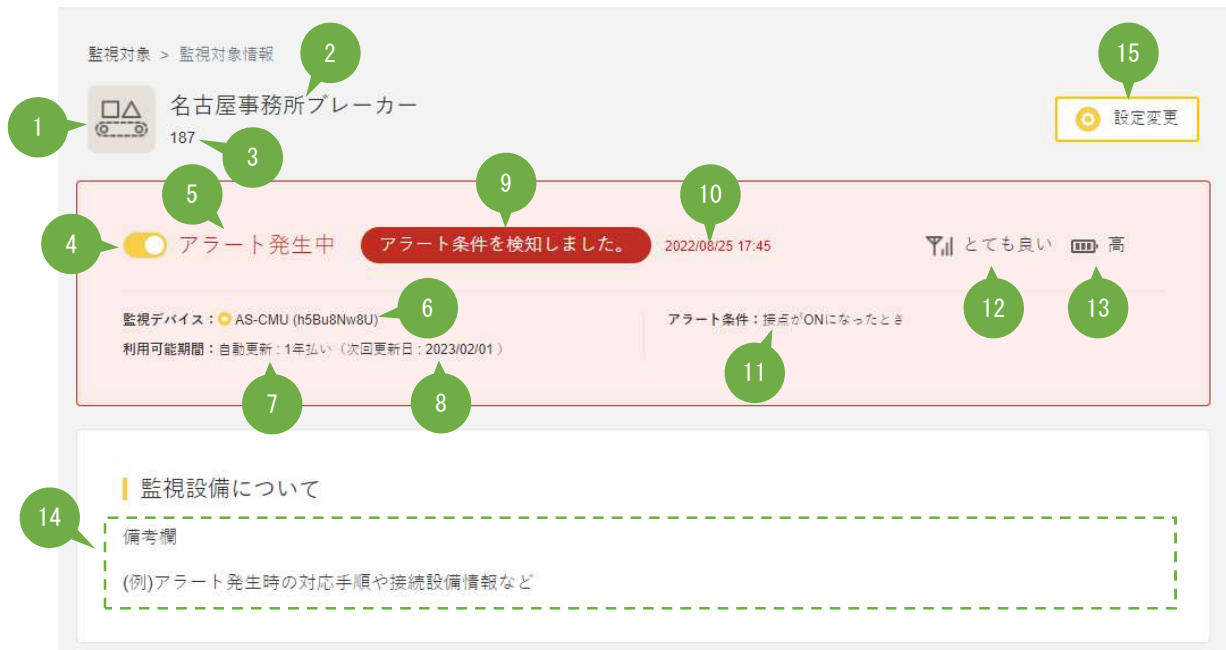 監視対象 > 監視対象情報
2
15
名古屋事務所ブレーカー
設定変更
1
187
3
5
9
10
4
アラート発生中
アラート条件を検知しました。
2022/08/25 17:45
とても良い
高
6
12
13
監視デバイス: AS-CMU (h5Bu8Nw8U)
アラート条件:接点がONになったとき
利用可能期間:自動更新 : 1年払い(次回更新日 : 2023/02/01 )
11
7
8
監視設備について
14
備考欄
(例)アラート発生時の対応手順や接続設備情報など